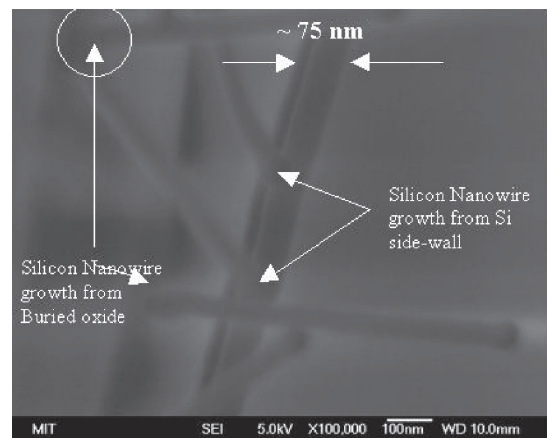 ~ 75 nm
Silicon Nanowire
growth from Si
side-wall
Silicon Nanowire
growth from
Buried oxide
MIT SEI 5.0kV X100,000 100nm WD 10.0mm